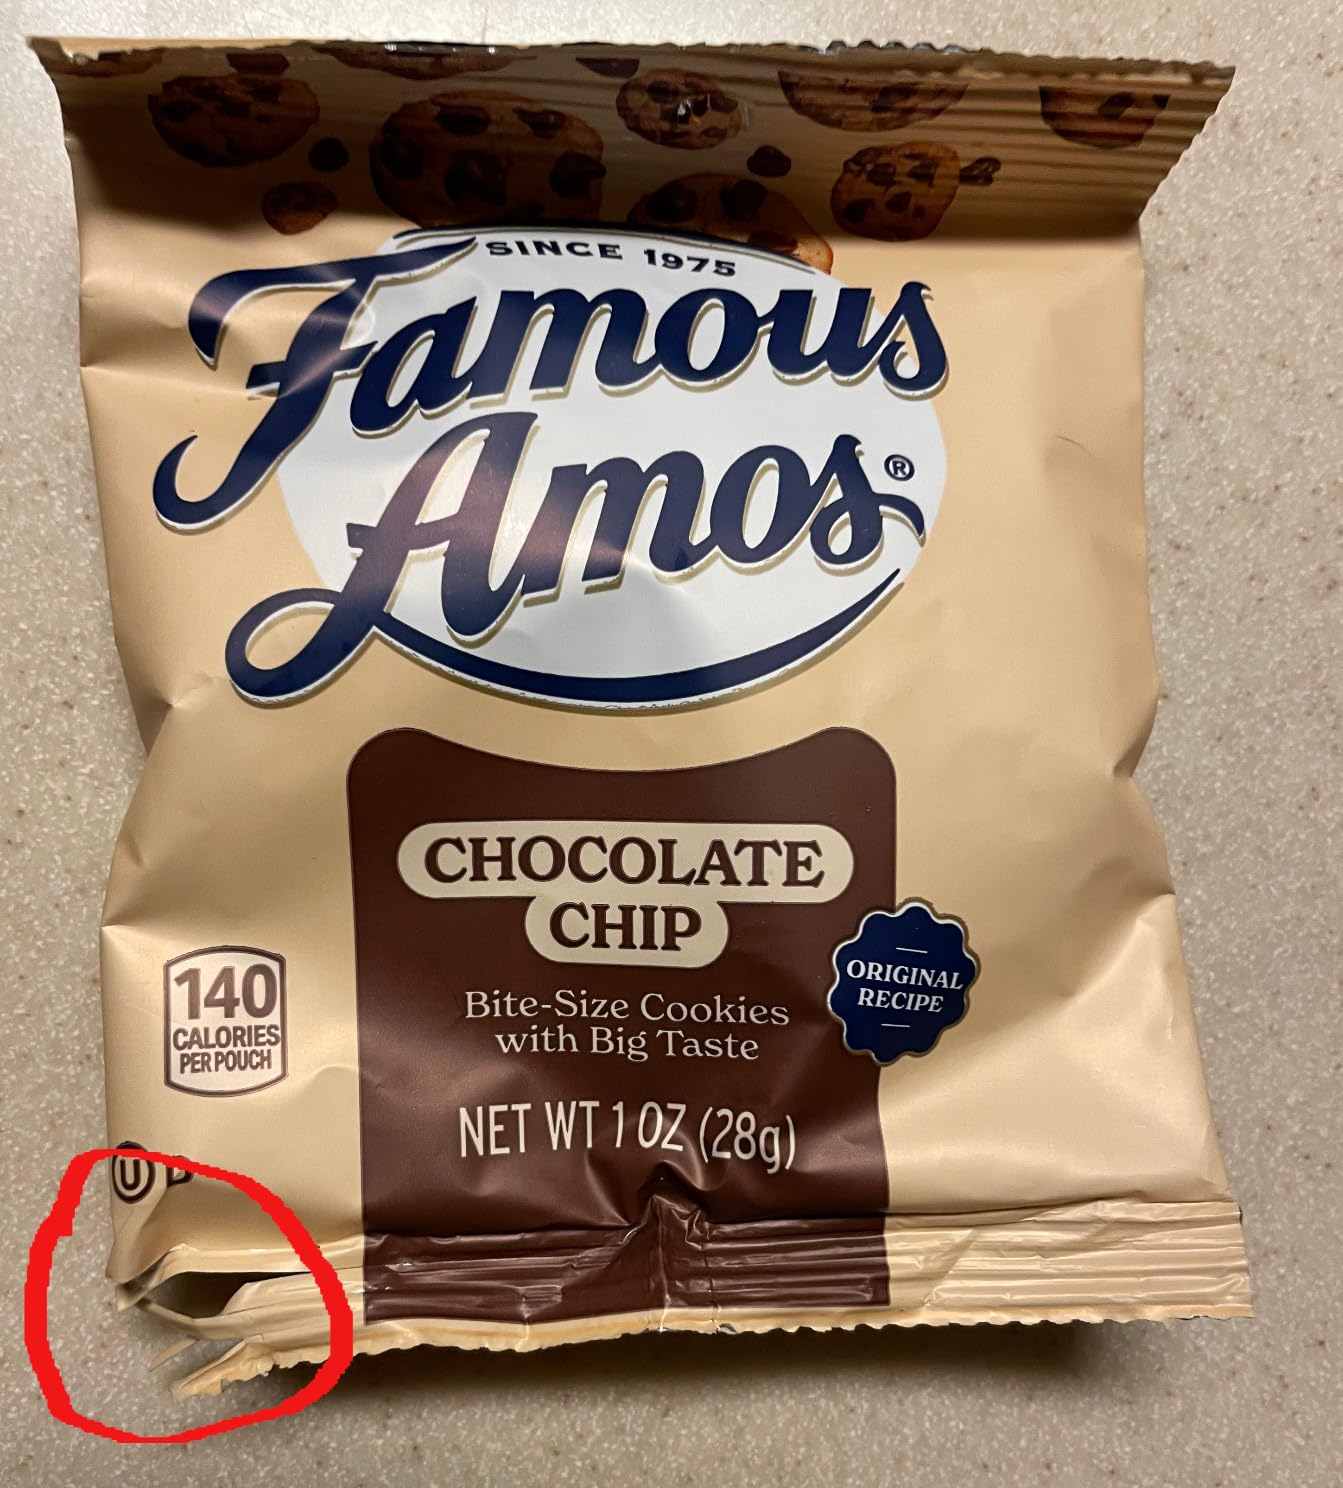 SINCE 1975
Famous
Amos®
CHOCOLATE
CHIP
Bite-Size Cookies
with Big Taste
NET WT 1 OZ (28g)
ORIGINAL
RECIPE
140
CALORIES
PER POUCH
U D